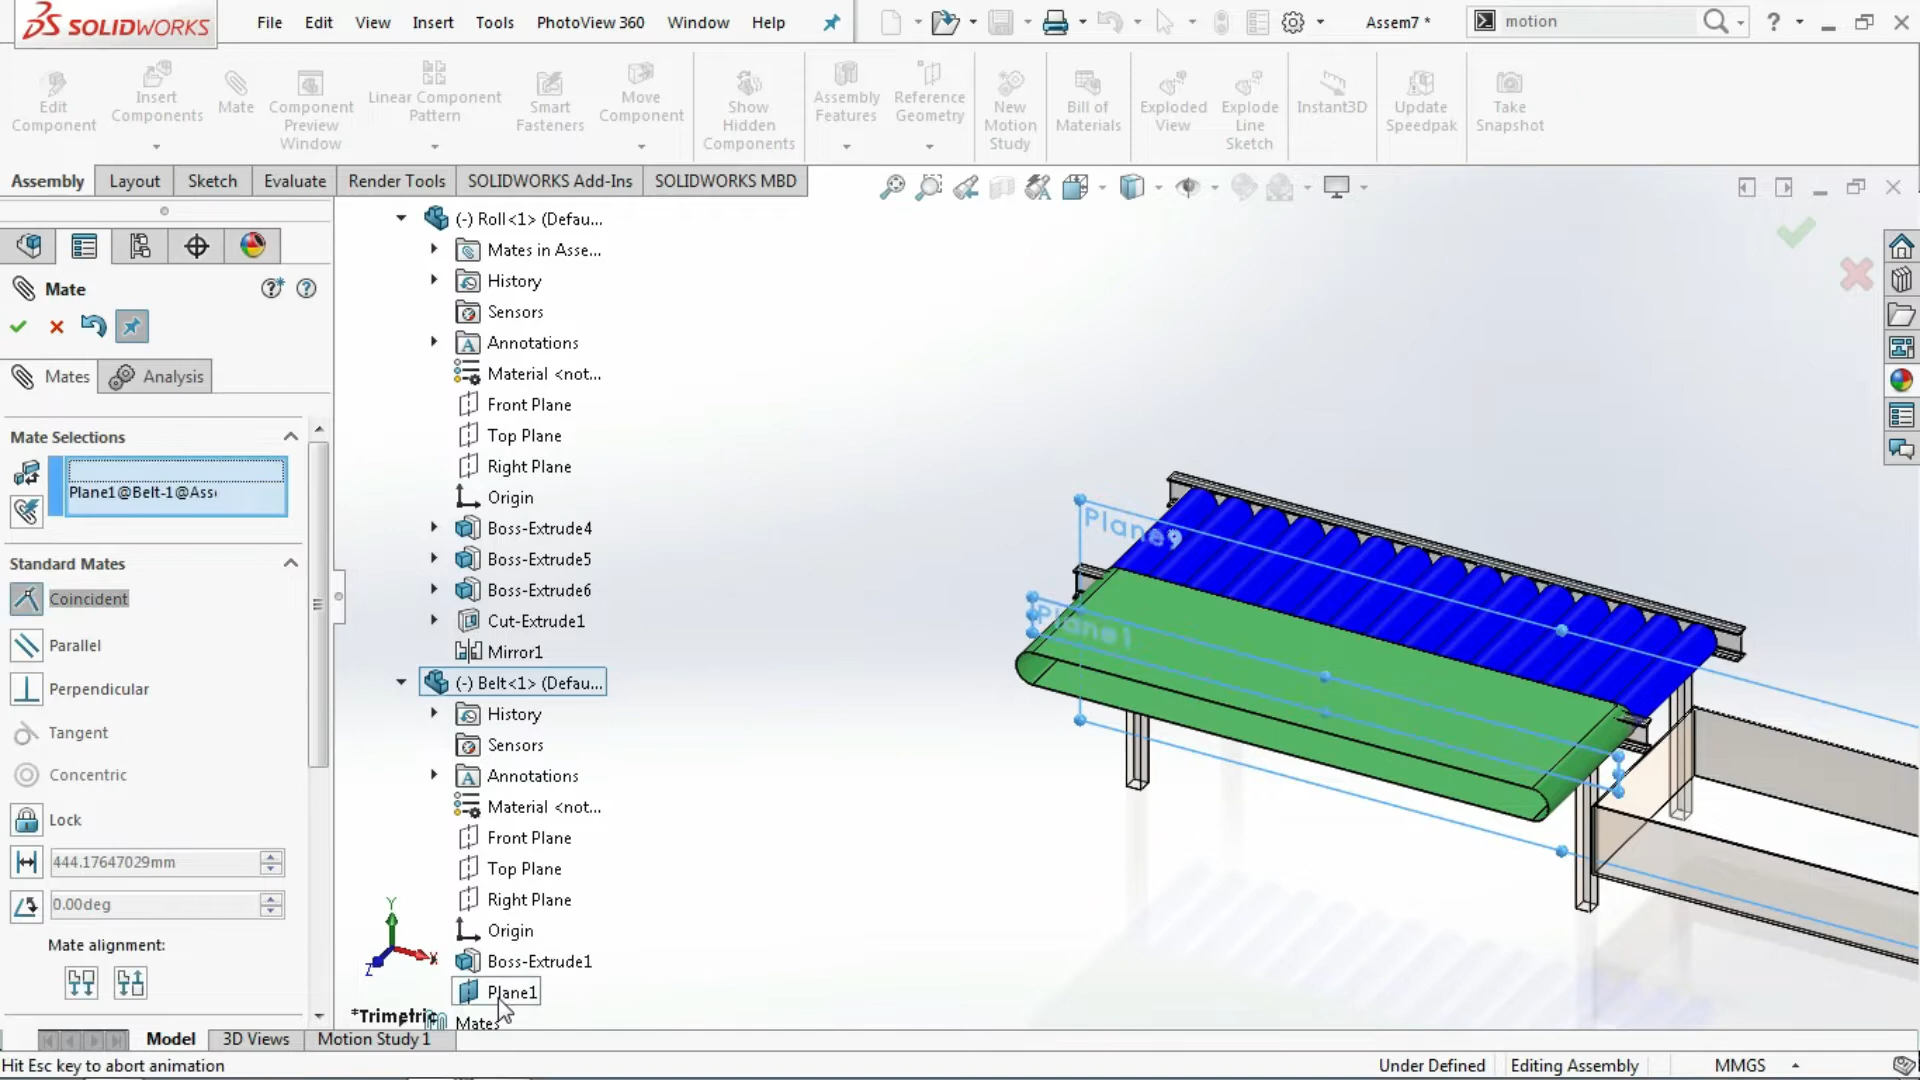 DS SOLIDWORKS File Edit View Insert Tools PhotoView 360 Window Help Assem7 * motion ?
Edit Component
Insert Components
Mate
Component Preview Window
Linear Component Pattern
Smart Fasteners
Move Component
Show Hidden Components
Assembly Features
Reference Geometry
New Motion Study
Bill of Materials
Exploded View
Explode Line Sketch
Instant3D
Update Speedpak
Take Snapshot
Assembly Layout Sketch Evaluate Render Tools SOLIDWORKS Add-Ins SOLIDWORKS MBD
Mate
Mates Analysis
Mate Selections
Plane1@Belt-1@Ass
Standard Mates
Coincident
Parallel
Perpendicular
Tangent
Concentric
Lock
444.17647029mm
0.00deg
Mate alignment:
(-) Roll<1> (Defau...
Mates in Asse...
History
Sensors
Annotations
Material <not...
Front Plane
Top Plane
Right Plane
Origin
Boss-Extrude4
Boss-Extrude5
Boss-Extrude6
Cut-Extrude1
Mirror1
(-) Belt<1> (Defau...
History
Sensors
Annotations
Material <not...
Front Plane
Top Plane
Right Plane
Origin
Boss-Extrude1
Plane1
Mates
Plane9
Plane1
Y
X
Z
*Trimetric
Model 3D Views Motion Study 1
Hit Esc key to abort animation Under Defined Editing Assembly MMGS